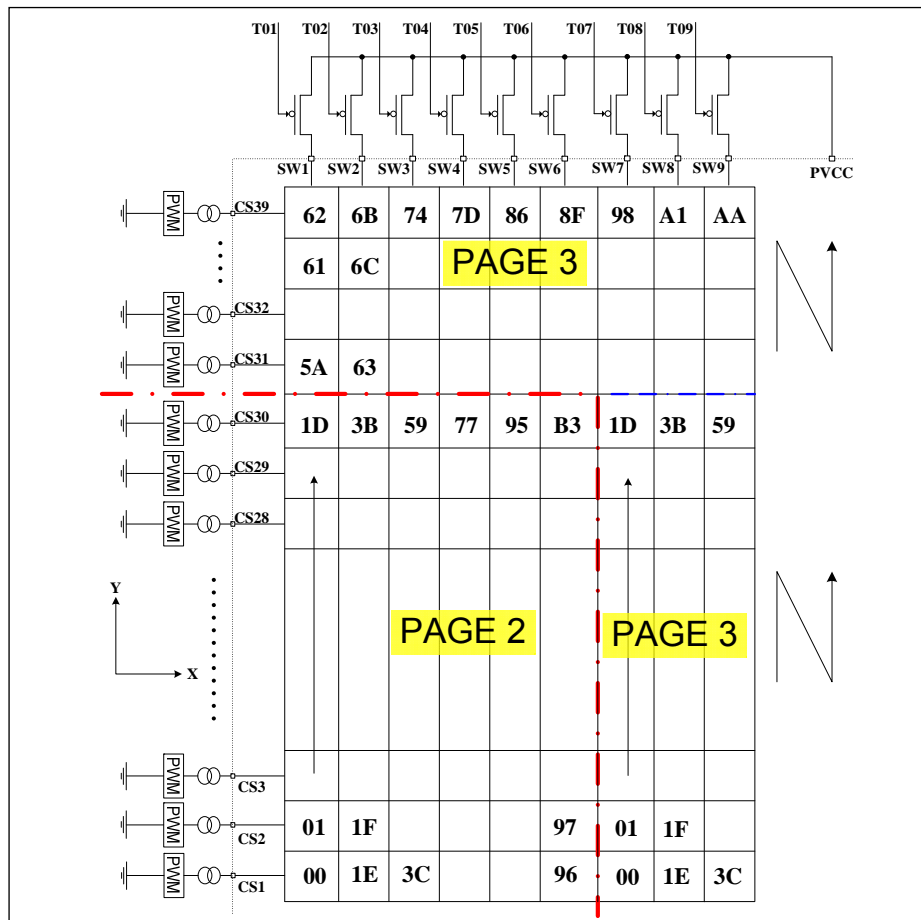 T01 T02 T03 T04 T05 T06 T07 T08 T09
SW1 SW2 SW3 SW4 SW5 SW6 SW7 SW8 SW9 PVCC
PWM CS39 62 6B 74 7D 86 8F 98 A1 AA
61 6C PAGE 3
PWM CS32
PWM CS31 5A 63
PWM CS30 1D 3B 59 77 95 B3 1D 3B 59
PWM CS29
PWM CS28
Y
PAGE 2 PAGE 3
X
PWM CS3
PWM CS2 01 1F 97 01 1F
PWM CS1 00 1E 3C 96 00 1E 3C